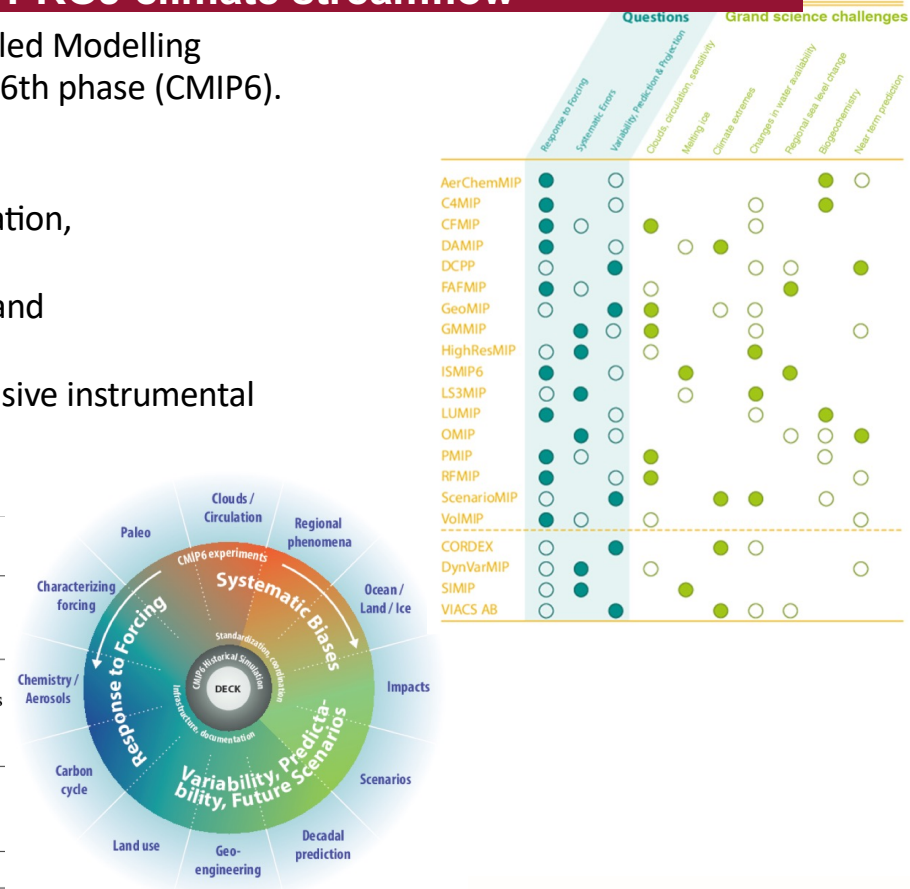 led Modelling
6th phase (CMIP6).
and
sive instrumental
Questions
Grand science challenges
Response to Forcing
Systematic Errors
Variability, Prediction & Projection
Clouds, circulation, sensitivity
Melting ice
Climate extremes
Changes in water availability
Regional sea level change
Biogeochemistry
Near term prediction
AerChemMIP
C4MIP
CFMIP
DAMIP
DCPP
FAFMIP
GeoMIP
GMMIP
HighResMIP
ISMIP6
LS3MIP
LUMIP
OMIP
PMIP
RFMIP
ScenarioMIP
VolMIP
CORDEX
DynVarMIP
SIMIP
VIACS AB
Clouds /
Circulation
Regional
phenomena
Ocean /
Land / Ice
Impacts
Scenarios
Decadal
prediction
Geo-
engineering
Land use
Carbon
cycle
Chemistry /
Aerosols
Characterizing
forcing
Paleo
CMIP6 experiments
Systematic Biases
Response to Forcing
Variability, Predicta-
bility, Future Scenarios
Standardization, coordination
Infrastructure, documentation
CMIP6 Historical Simulation
DECK